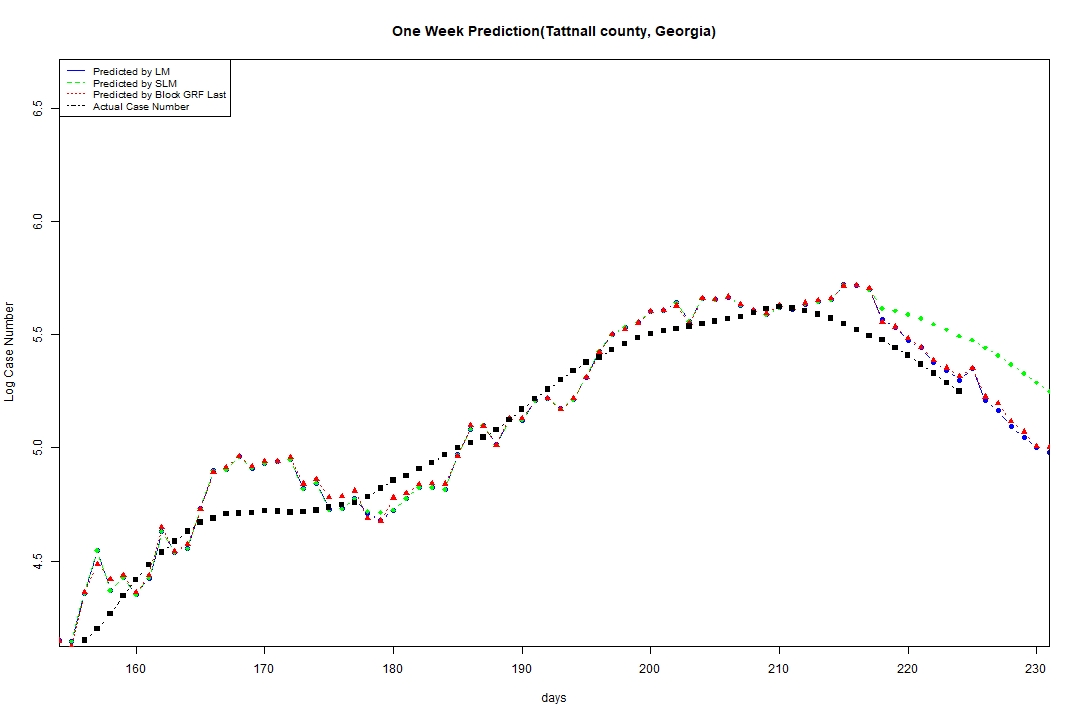 One Week Prediction(Tattnall county, Georgia)
Predicted by LM
Predicted by SLM
Predicted by Block GRF Last
Actual Case Number
6.5
6.0
5.5
5.0
4.5
Log Case Number
160 170 180 190 200 210 220 230
days